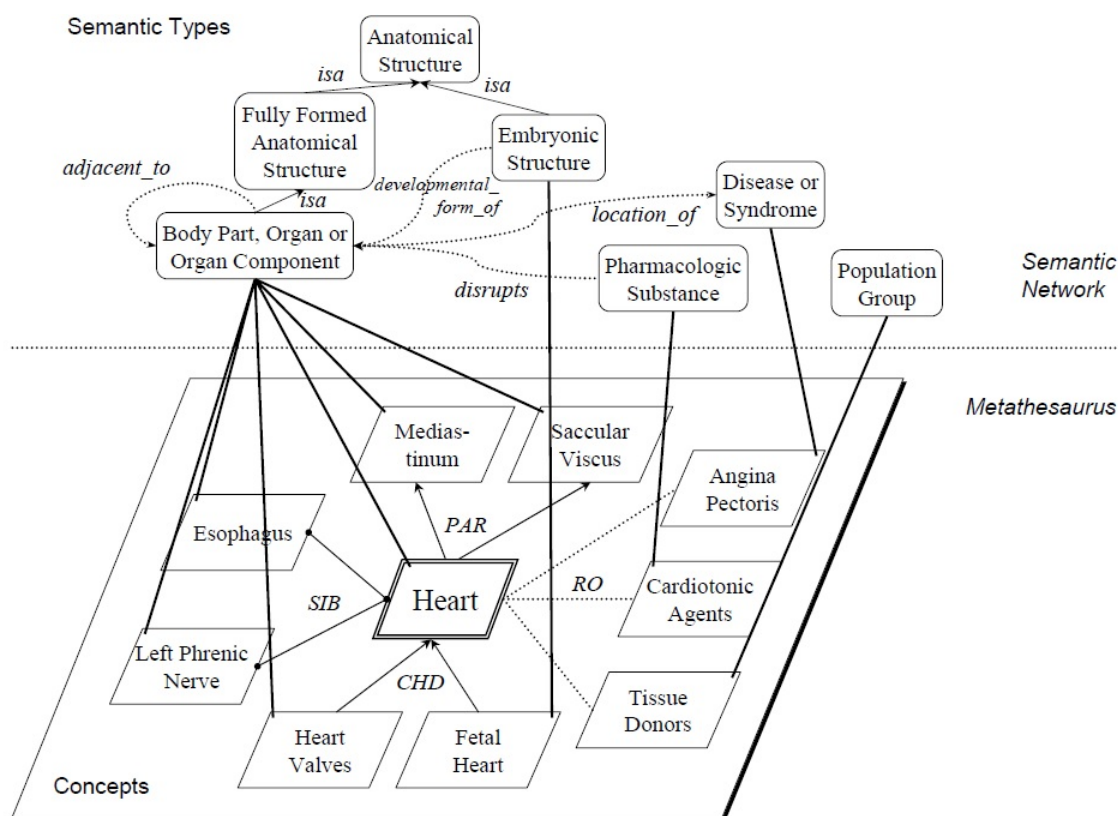 Semantic Types
Anatomical
Structure
isa
isa
Fully Formed
Anatomical
Structure
Embryonic
Structure
adjacent_to
isa
developmental_
form_of
Disease or
Syndrome
location_of
Body Part, Organ or
Organ Component
Pharmacologic
Substance
disrupts
Population
Group
Semantic
Network
Metathesaurus
Medias-
tinum
Saccular
Viscus
Angina
Pectoris
Esophagus
PAR
Heart
RO
Cardiotonic
Agents
SIB
Left Phrenic
Nerve
CHD
Tissue
Donors
Heart
Valves
Fetal
Heart
Concepts